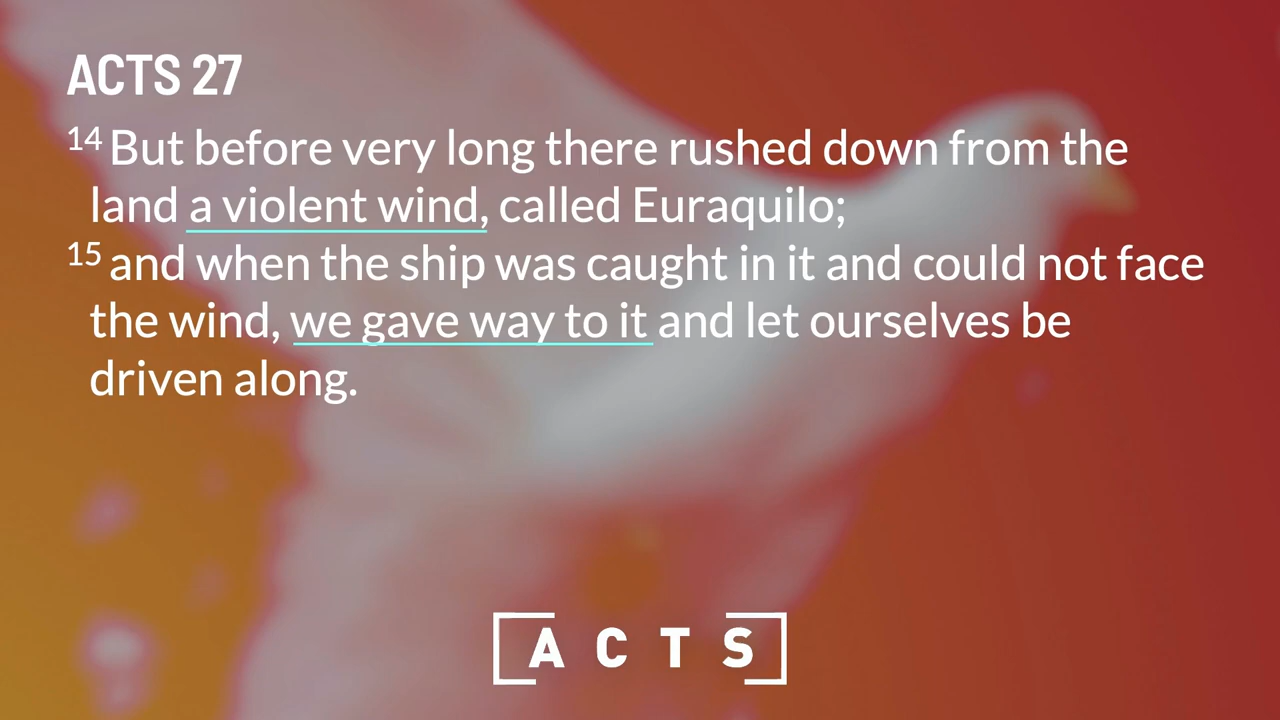 ACTS 27
14 But before very long there rushed down from the
land a violent wind, called Euraquilo;
15 and when the ship was caught in it and could not face
the wind, we gave way to it and let ourselves be
driven along.
ACTS